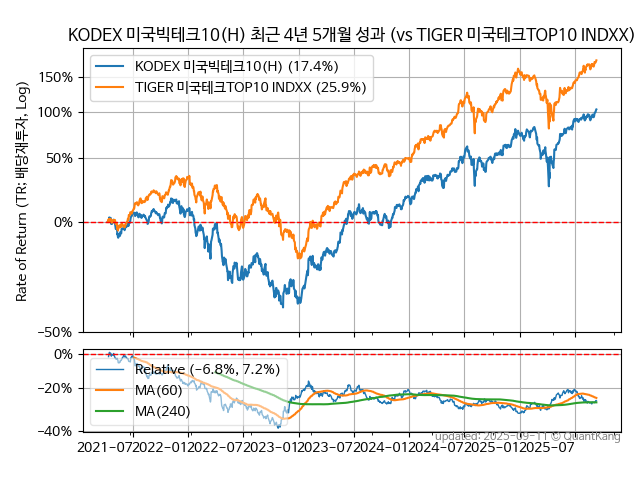 KODEX 미국빅테크10(H) 최근 4년 5개월 성과 (vs TIGER 미국테크TOP10 INDXX)
Rate of Return (TR: 배당재투자, Log)
KODEX 미국빅테크10(H) (17.4%)
TIGER 미국테크TOP10 INDXX (25.9%)
150%
100%
50%
0%
−50%
0%
−20%
−40%
Relative (−6.8%, 7.2%)
MA(60)
MA(240)
2021-07 2022-01 2022-07 2023-01 2023-07 2024-01 2024-07 2025-01 2025-07
updated: 2025-09-11 © QuantKang